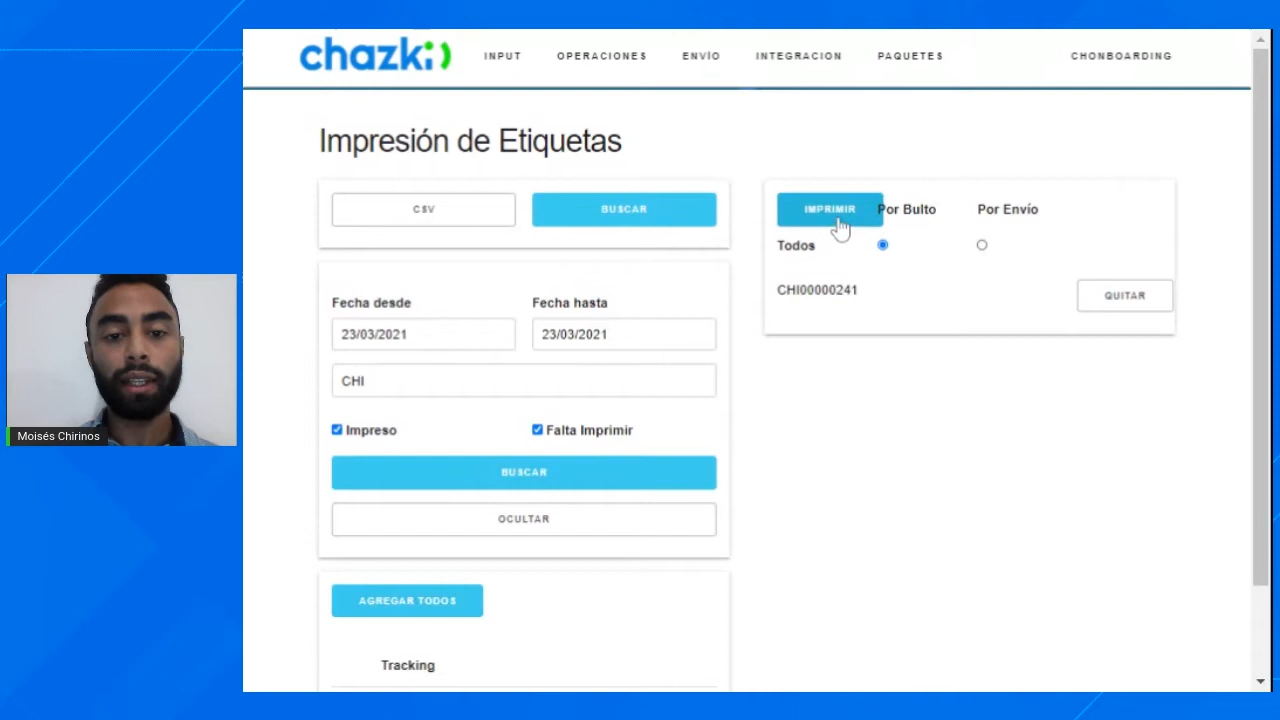 chazki
INPUT
OPERACIONES
ENVÍO
INTEGRACION
PAQUETES
CHONBOARDING
Impresión de Etiquetas
CSV
BUSCAR
Fecha desde
Fecha hasta
23/03/2021
23/03/2021
CHI
Impreso
Falta Imprimir
BUSCAR
OCULTAR
AGREGAR TODOS
Tracking
IMPRIMIR
Por Bulto
Por Envío
Todos
CHI00000241
QUITAR
Moisés Chirinos